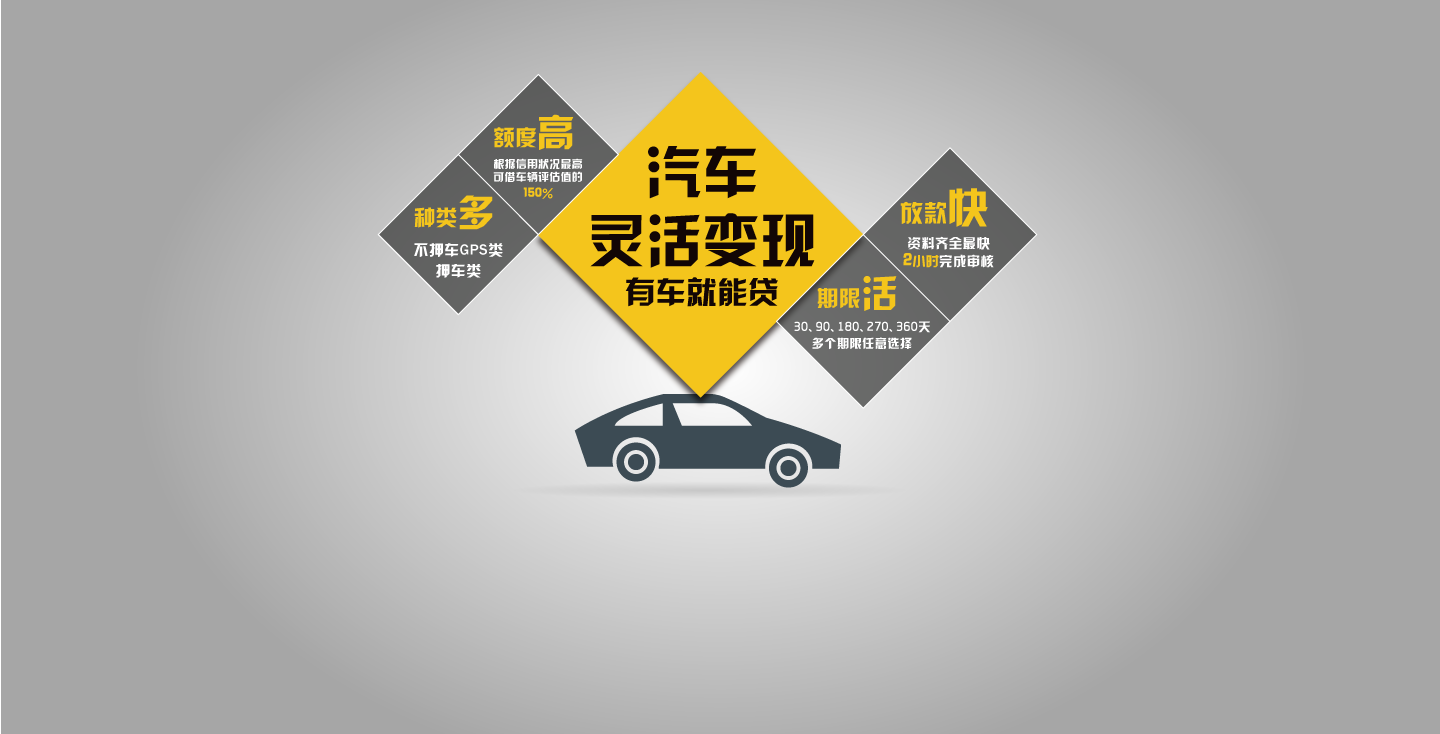 种类多
不押车GPS类
押车类
额度高
根据信用狀况最高
可借车辆评估值的
150%
汽车
灵活变现
有车就能贷
期限活
30、90、180、270、360天
多个期限任意选择
放款快
资料齐全最快
2小时完成审核